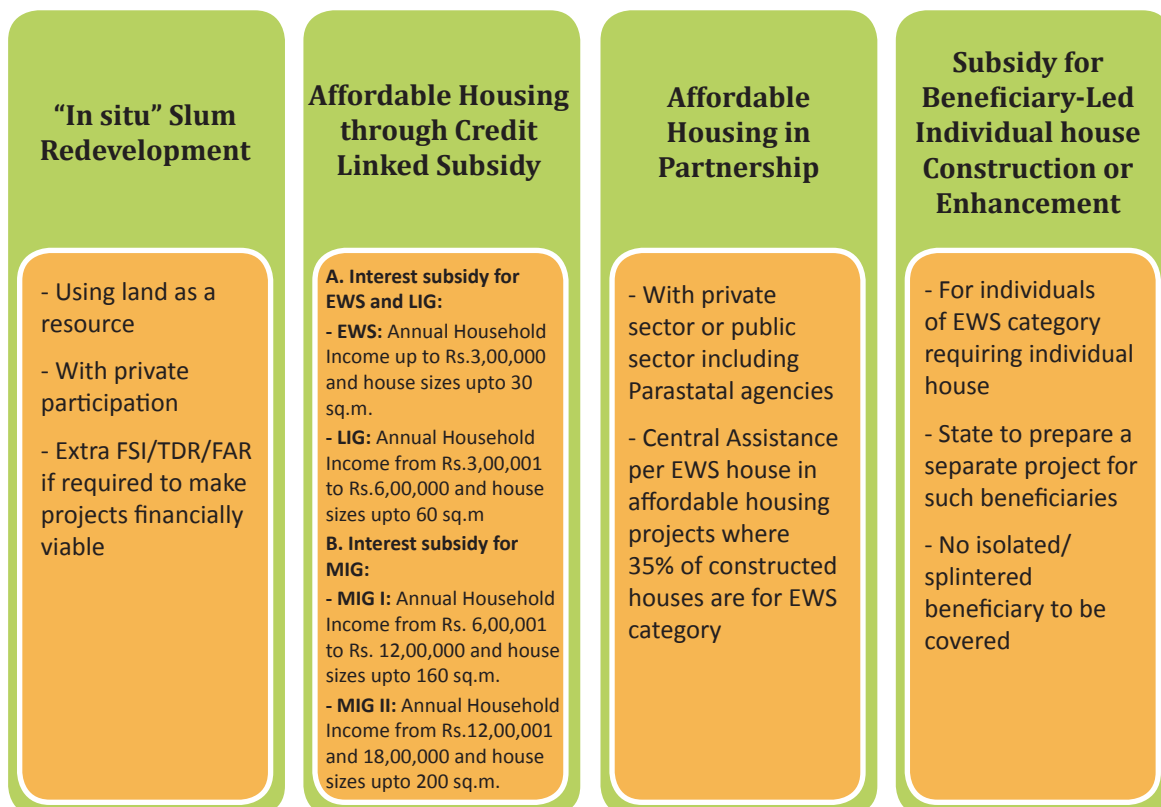 “In situ” Slum
Redevelopment
- Using land as a
resource
- With private
participation
- Extra FSI/TDR/FAR
if required to make
projects financially
viable
Affordable Housing
through Credit
Linked Subsidy
A. Interest subsidy for
EWS and LIG:
- EWS: Annual Household
Income up to Rs.3,00,000
and house sizes upto 30
sq.m.
- LIG: Annual Household
Income from Rs.3,00,001
to Rs.6,00,000 and house
sizes upto 60 sq.m
B. Interest subsidy for
MIG:
- MIG I: Annual Household
Income from Rs. 6,00,001
to Rs. 12,00,000 and house
sizes upto 160 sq.m.
- MIG II: Annual Household
Income from Rs.12,00,001
and 18,00,000 and house
sizes upto 200 sq.m.
Affordable
Housing in
Partnership
- With private
sector or public
sector including
Parastatal agencies
- Central Assistance
per EWS house in
affordable housing
projects where
35% of constructed
houses are for EWS
category
Subsidy for
Beneficiary-Led
Individual house
Construction or
Enhancement
- For individuals
of EWS category
requiring individual
house
- State to prepare a
separate project for
such beneficiaries
- No isolated/
splintered
beneficiary to be
covered